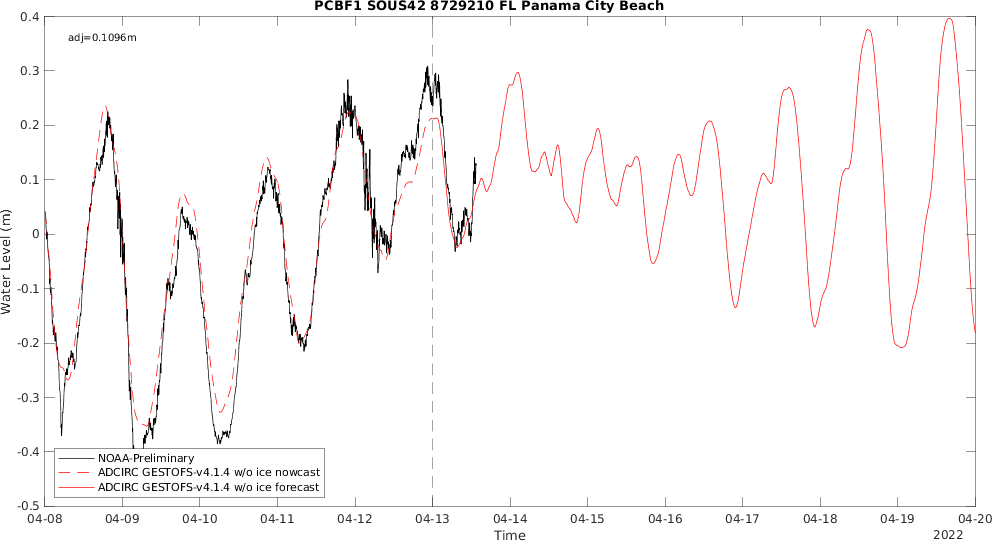 PCBF1 SOUS42 8729210 FL Panama City Beach
adj=0.1096m
Water Level (m)
0.4
0.3
0.2
0.1
0
-0.1
-0.2
-0.3
-0.4
-0.5
NOAA-Preliminary
ADCIRC GESTOFS-v4.1.4 w/o ice nowcast
ADCIRC GESTOFS-v4.1.4 w/o ice forecast
04-08 04-09 04-10 04-11 04-12 04-13 04-14 04-15 04-16 04-17 04-18 04-19 04-20
Time
2022